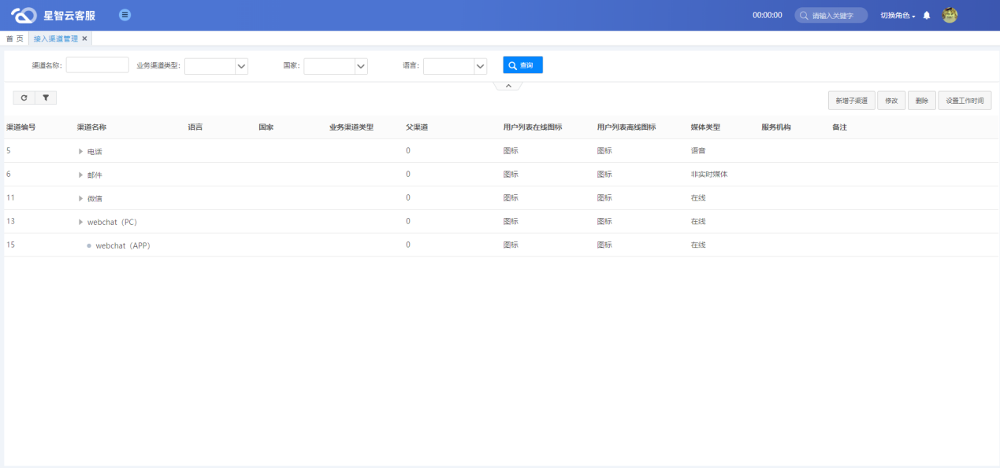 星智云客服 00:00:00 请输入关键字 切换角色
首 页 接入渠道管理 ×
渠道名称: 业务渠道类型: 国家: 语言: 查询
新增子渠道 修改 删除 设置工作时间
渠道编号 渠道名称 语言 国家 业务渠道类型 父渠道 用户列表在线图标 用户列表离线图标 媒体类型 服务机构 备注
5 电话 0 图标 图标 语音
6 邮件 0 图标 图标 非实时媒体
11 微信 0 图标 图标 在线
13 webchat（PC） 0 图标 图标 在线
15 webchat（APP） 0 图标 图标 在线